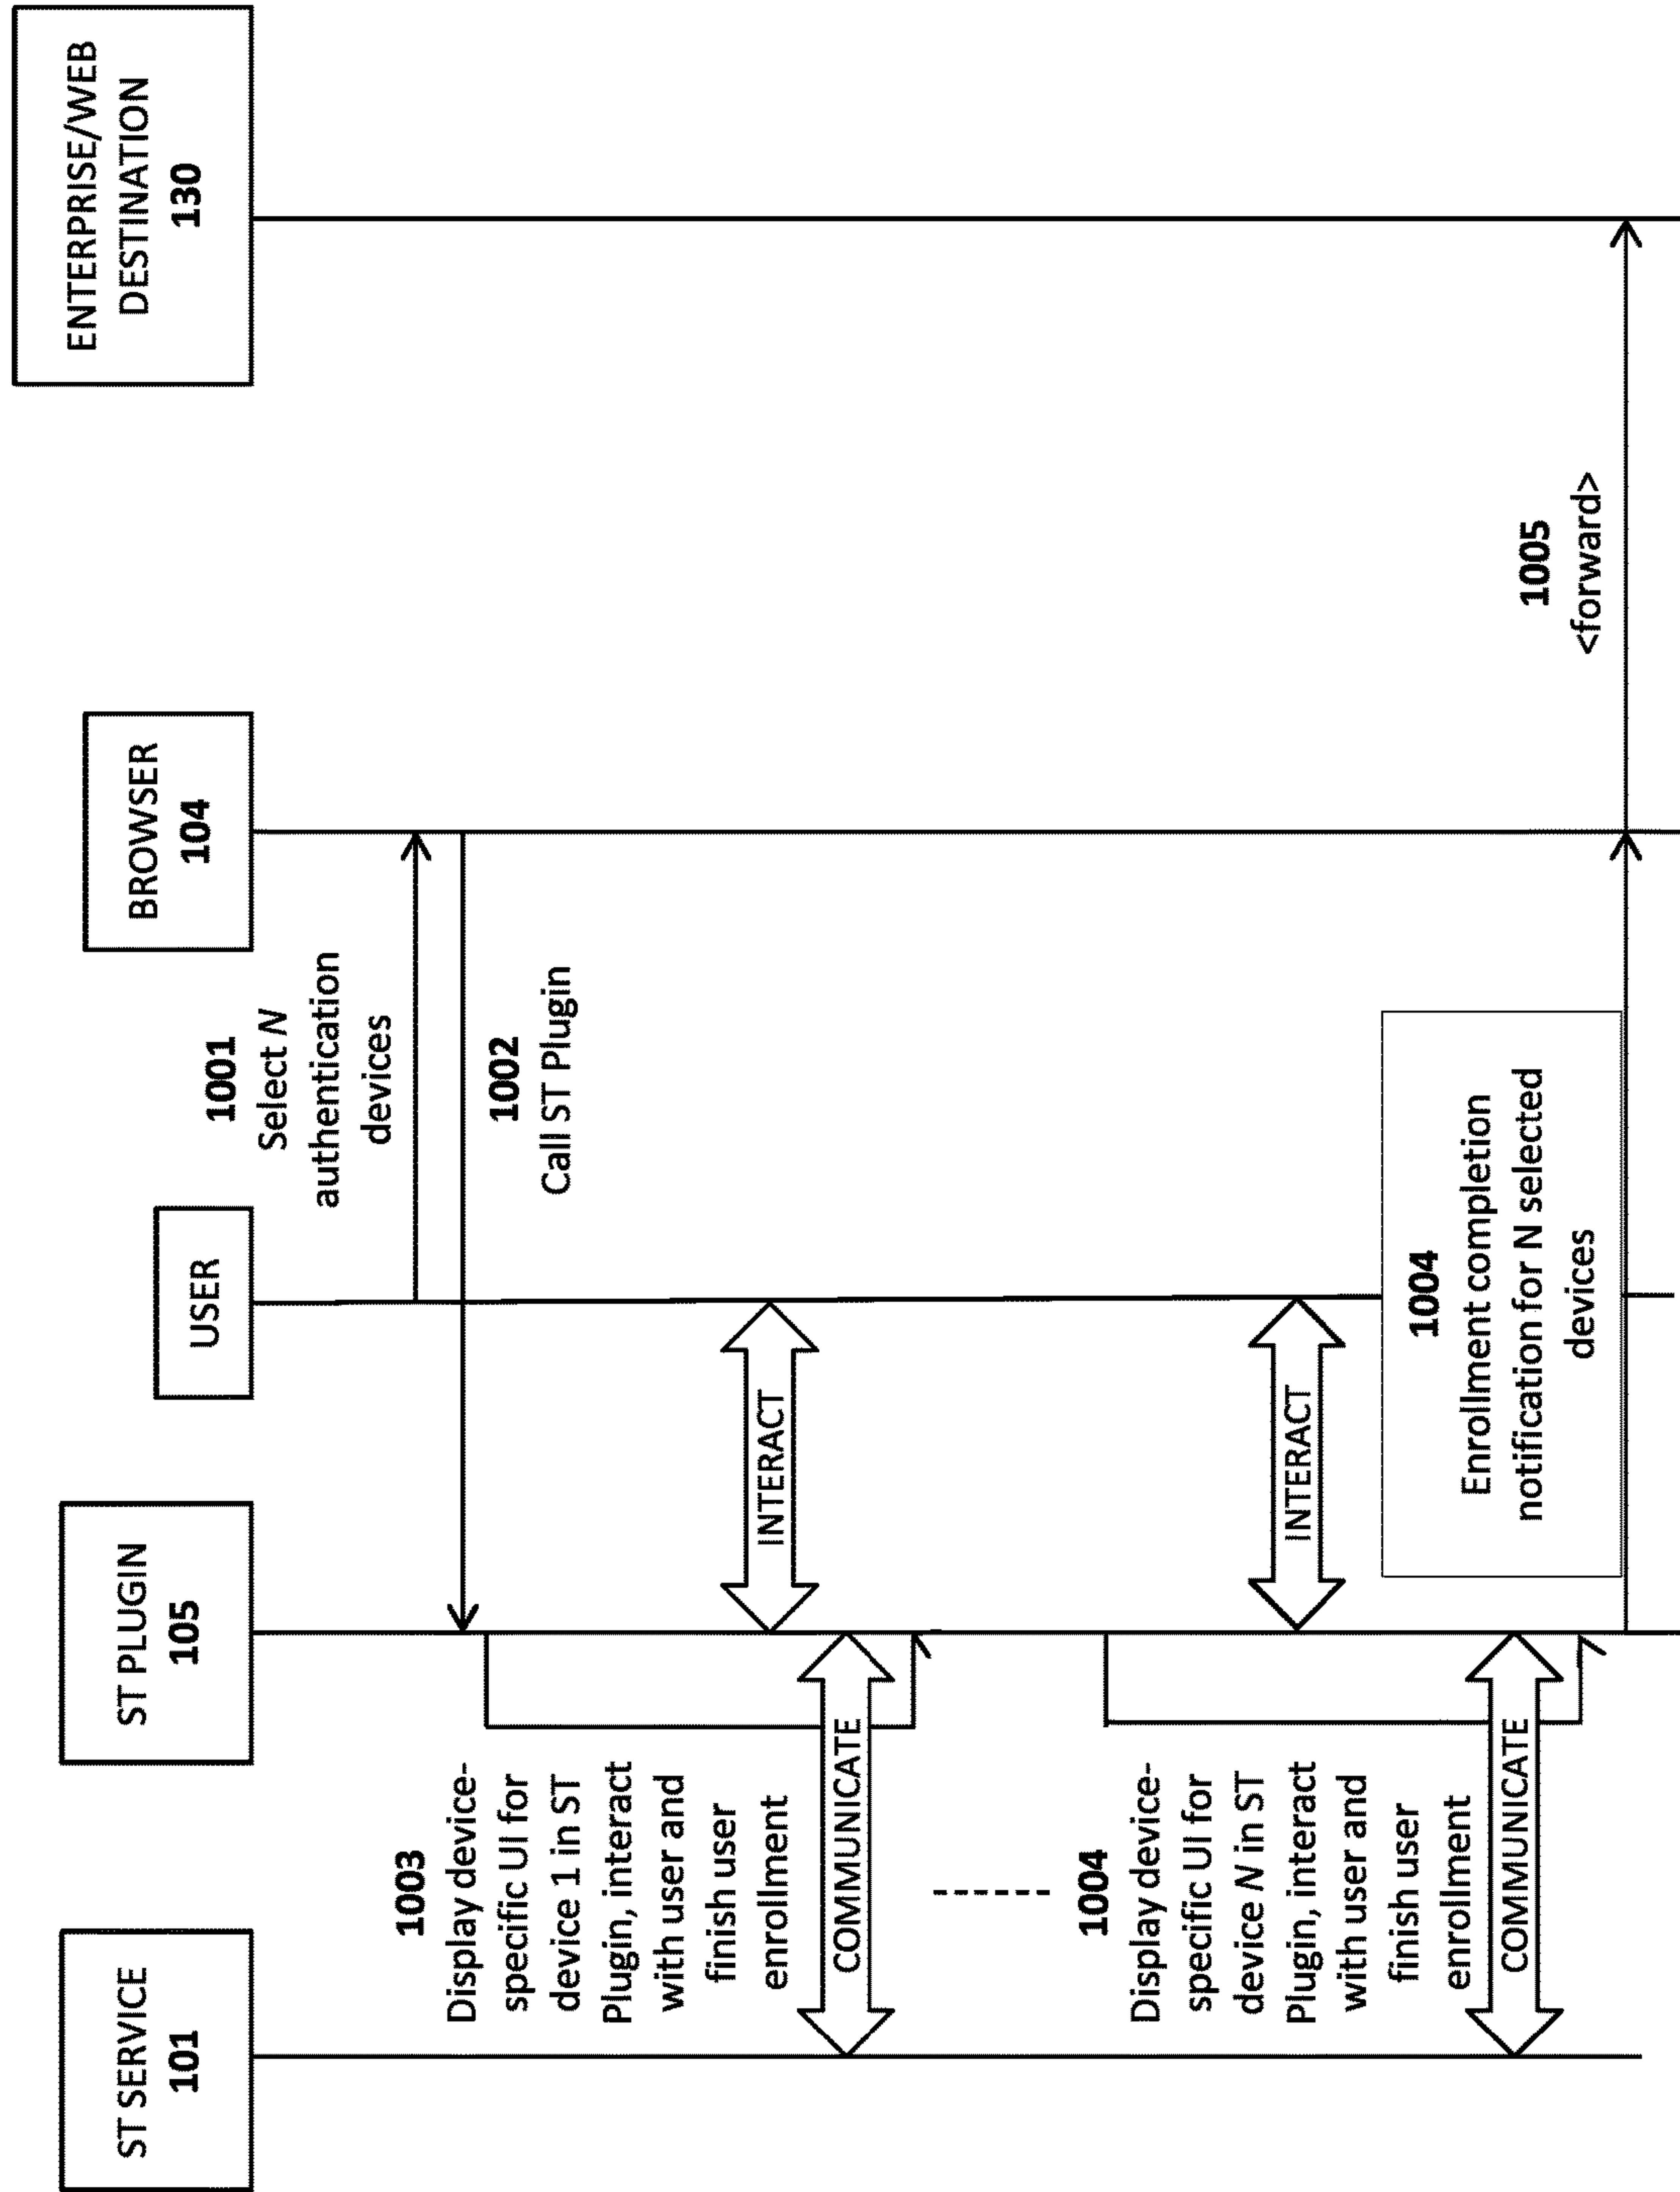 ST SERVICE
101
ST PLUGIN
105
USER
BROWSER
104
ENTERPRISE/WEB
DESTINATION
130
1001
Select N
authentication
devices
1002
Call ST Plugin
1003
Display device-
specific UI for
device 1 in ST
Plugin, interact
with user and
finish user
enrollment
INTERACT
COMMUNICATE
1004
Display device-
specific UI for
device N in ST
Plugin, interact
with user and
finish user
enrollment
INTERACT
COMMUNICATE
1004
Enrollment completion
notification for N selected
devices
1005
<forward>